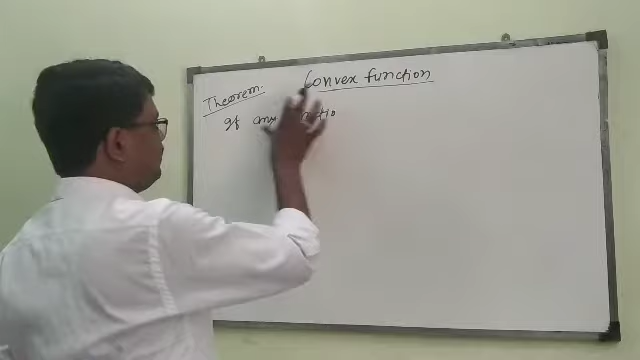 Convex function
Theorem.
If any